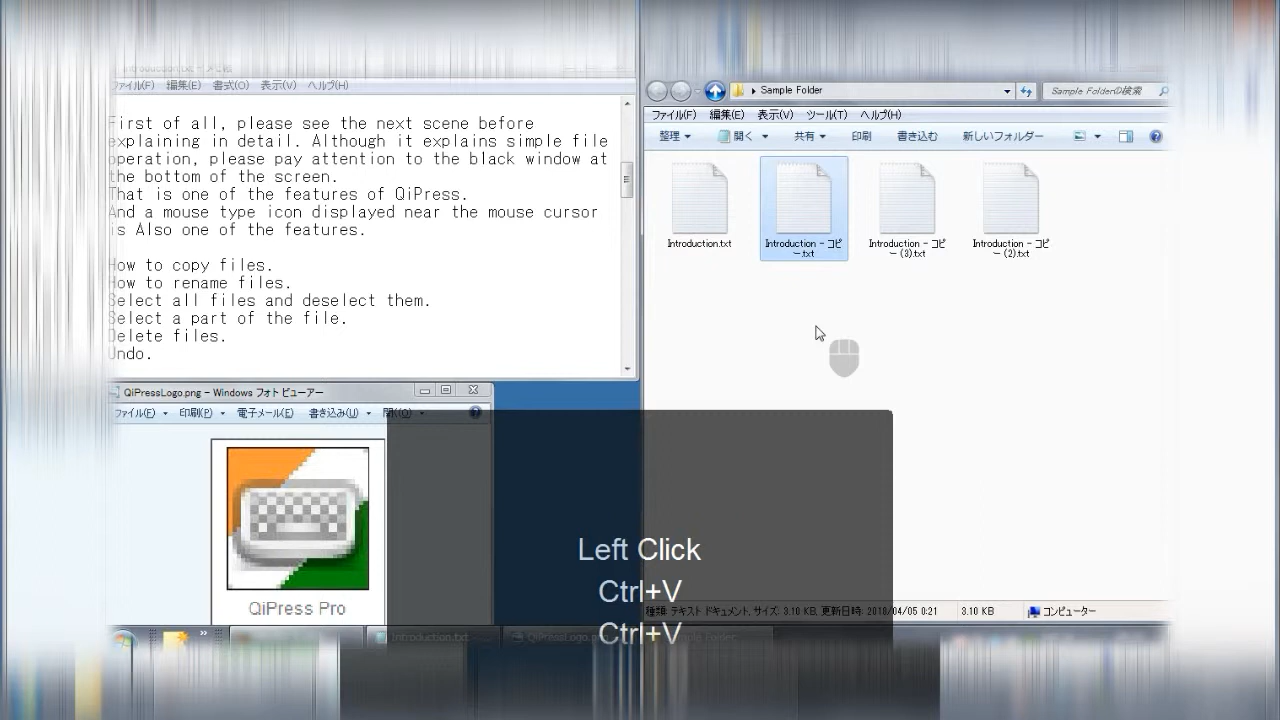 ファイル(F) 編集(E) 書式(O) 表示(V) ヘルプ(H)
First of all, please see the next scene before
explaining in detail. Although it explains simple file
operation, please pay attention to the black window at
the bottom of the screen.
That is one of the features of QiPress.
And a mouse type icon displayed near the mouse cursor
is Also one of the features.
How to copy files.
How to rename files.
Select all files and deselect them.
Select a part of the file.
Delete files.
Undo.
Sample Folder
Sample Folderの検索
ファイル(F) 編集(E) 表示(V) ツール(T) ヘルプ(H)
整理 開く 共有 印刷 書き込む 新しいフォルダー
Introduction.txt
Introduction - コピ
ー.txt
Introduction - コピ
ー (3).txt
Introduction - コピ
ー (2).txt
QiPressLogo.png - Windows フォト ビューアー
ファイル(F) 印刷(P) 電子メール(E) 書き込み(U) 開く(O)
QiPress Pro
Left Click
Ctrl+V
Ctrl+V
種類: テキスト ドキュメント, サイズ: 3.10 KB, 更新日時: 2018/04/05 0:21 3.10 KB コンピューター
Introduction.txt
QiPressLogo.png